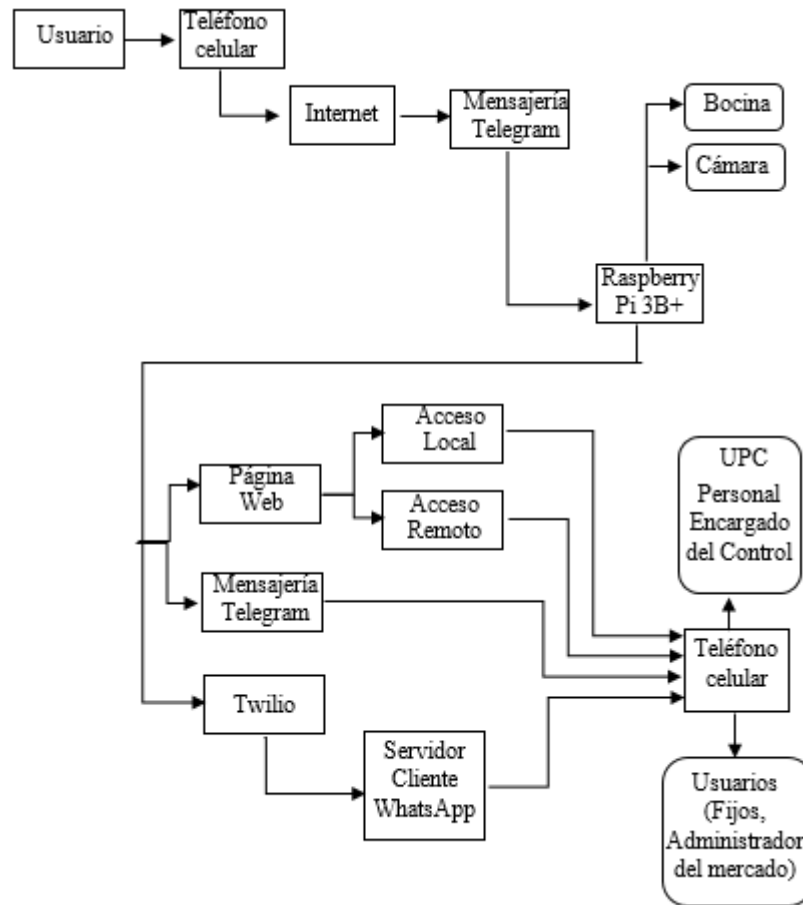 Usuario
Teléfono
celular
Internet
Mensajería
Telegram
Bocina
Cámara
Raspberry
Pi 3B+
Acceso
Local
Página
Web
Acceso
Remoto
UPC
Personal
Encargado
del Control
Mensajería
Telegram
Teléfono
celular
Twilio
Servidor
Cliente
WhatsApp
Usuarios
(Fijos,
Administrador
del mercado)